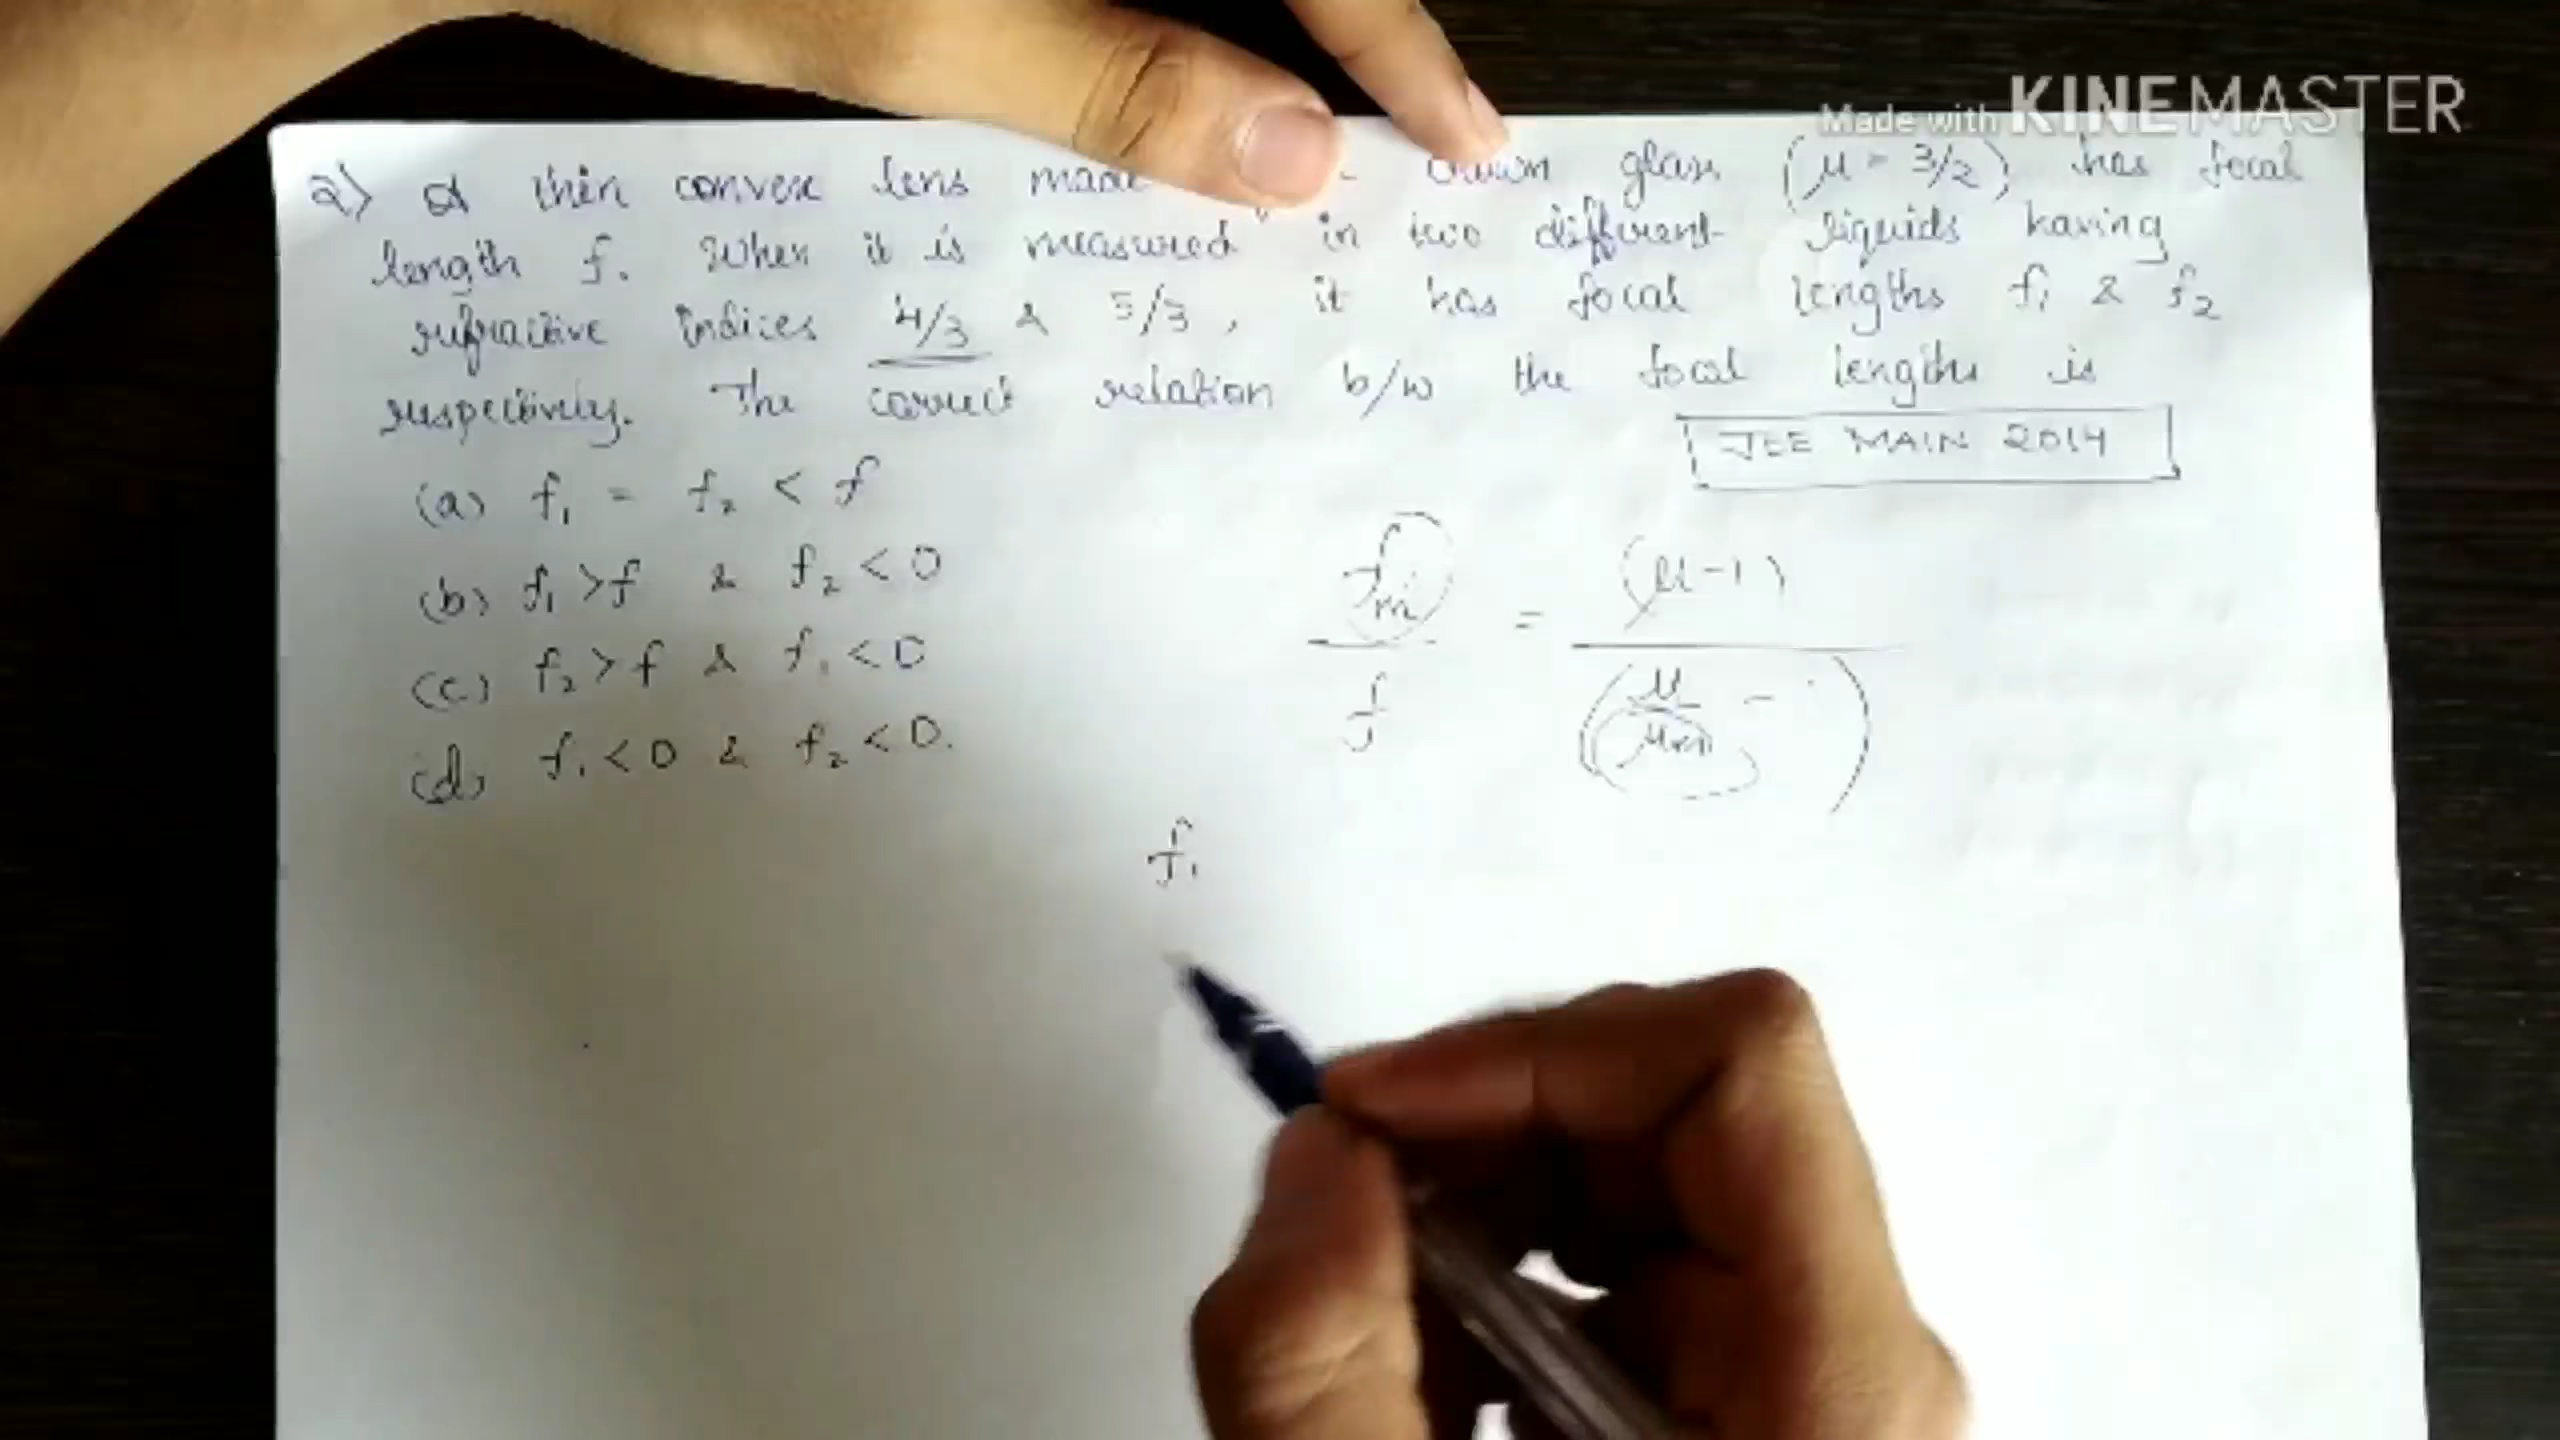 Made with KINEMASTER
2) A thin convex lens made crown glass (μ = 3/2) has focal
length f. When it is measured in two different liquids having
refractive indices 4/3 & 5/3, it has focal lengths f₁ & f₂
respectively. The correct relation b/w the focal lengths is
JEE MAIN 2014
(a) f₁ = f₂ < f
(b) f₁ > f & f₂ < 0
(c) f₂ > f & f₁ < 0
(d) f₁ < 0 & f₂ < 0.
fm = (μ-1)
f (μ/μm -
f₁